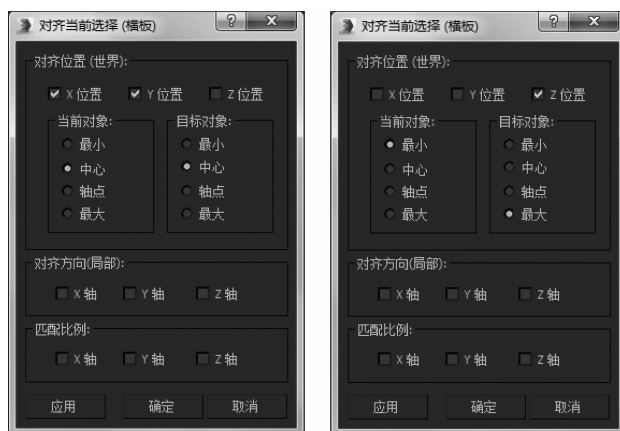 对齐当前选择 (横板)
对齐位置 (世界):
X 位置 Y 位置 Z 位置
当前对象: 目标对象:
最小 最小
中心 中心
轴点 轴点
最大 最大
对齐方向(局部):
X 轴 Y 轴 Z 轴
匹配比例:
X 轴 Y 轴 Z 轴
应用 确定 取消
对齐当前选择 (横板)
对齐位置 (世界):
X 位置 Y 位置 Z 位置
当前对象: 目标对象:
最小 最小
中心 中心
轴点 轴点
最大 最大
对齐方向(局部):
X 轴 Y 轴 Z 轴
匹配比例:
X 轴 Y 轴 Z 轴
应用 确定 取消